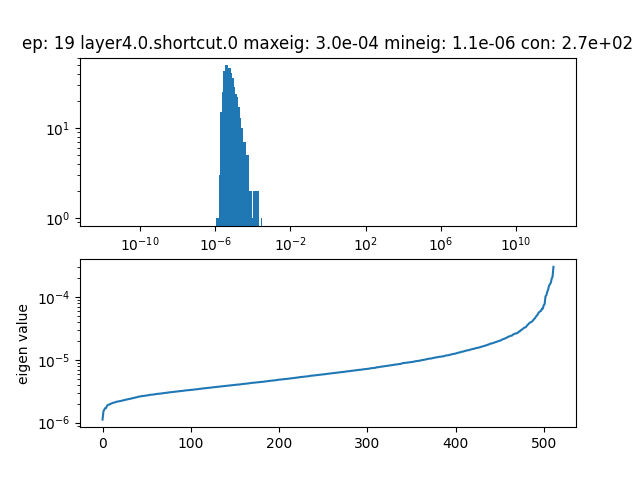 ep: 19 layer4.0.shortcut.0 maxeig: 3.0e-04 mineig: 1.1e-06 con: 2.7e+02
10¹
10⁰
10⁻¹⁰ 10⁻⁶ 10⁻² 10² 10⁶ 10¹⁰
eigen value
10⁻⁴
10⁻⁵
10⁻⁶
0 100 200 300 400 500